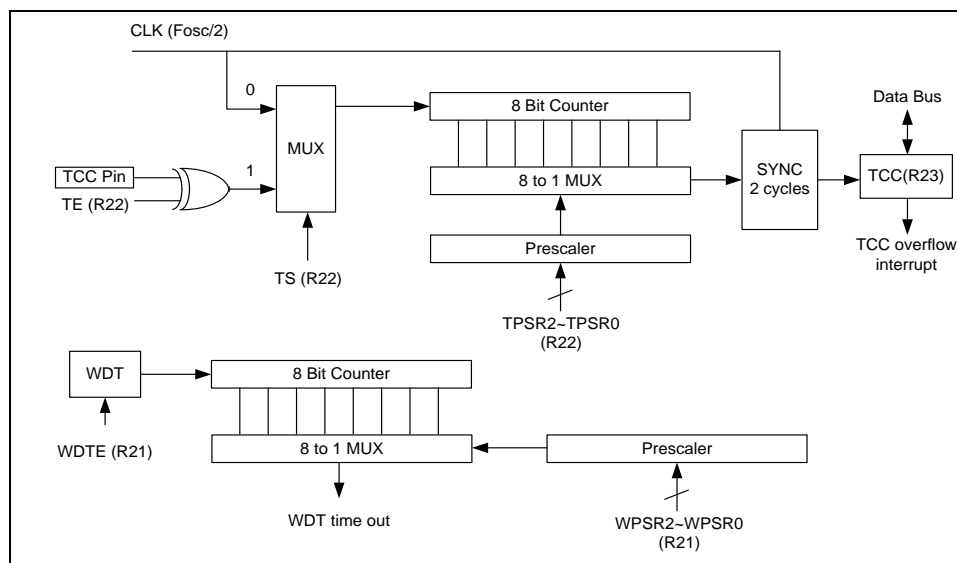 CLK (Fosc/2)
0
8 Bit Counter
Data Bus
MUX
TCC Pin
1
8 to 1 MUX
SYNC
2 cycles
TCC(R23)
TE (R22)
Prescaler
TCC overflow
interrupt
TS (R22)
TPSR2~TPSR0
(R22)
WDT
8 Bit Counter
WDTE (R21)
8 to 1 MUX
Prescaler
WDT time out
WPSR2~WPSR0
(R21)